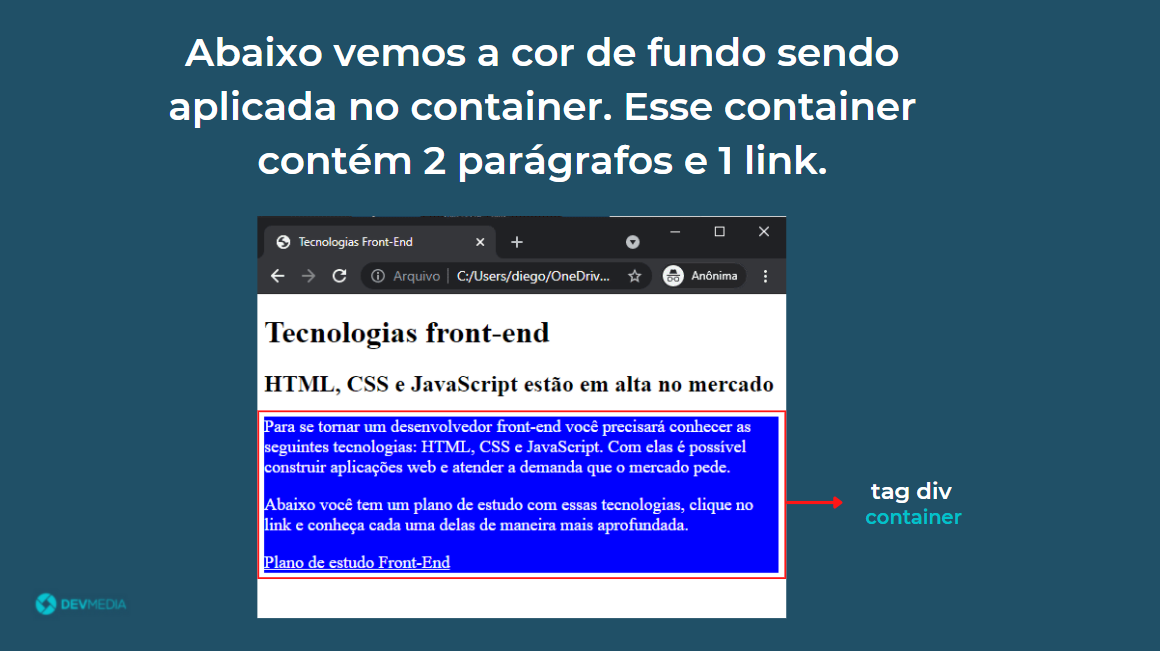 Abaixo vemos a cor de fundo sendo
aplicada no container. Esse container
contém 2 parágrafos e 1 link.
Tecnologias Front-End
Arquivo | C:/Users/diego/OneDriv...
Anônima
Tecnologias front-end
HTML, CSS e JavaScript estão em alta no mercado
Para se tornar um desenvolvedor front-end você precisará conhecer as
seguintes tecnologias: HTML, CSS e JavaScript. Com elas é possível
construir aplicações web e atender a demanda que o mercado pede.
Abaixo você tem um plano de estudo com essas tecnologias, clique no
link e conheça cada uma delas de maneira mais aprofundada.
Plano de estudo Front-End
tag div
container
DEVMEDIA